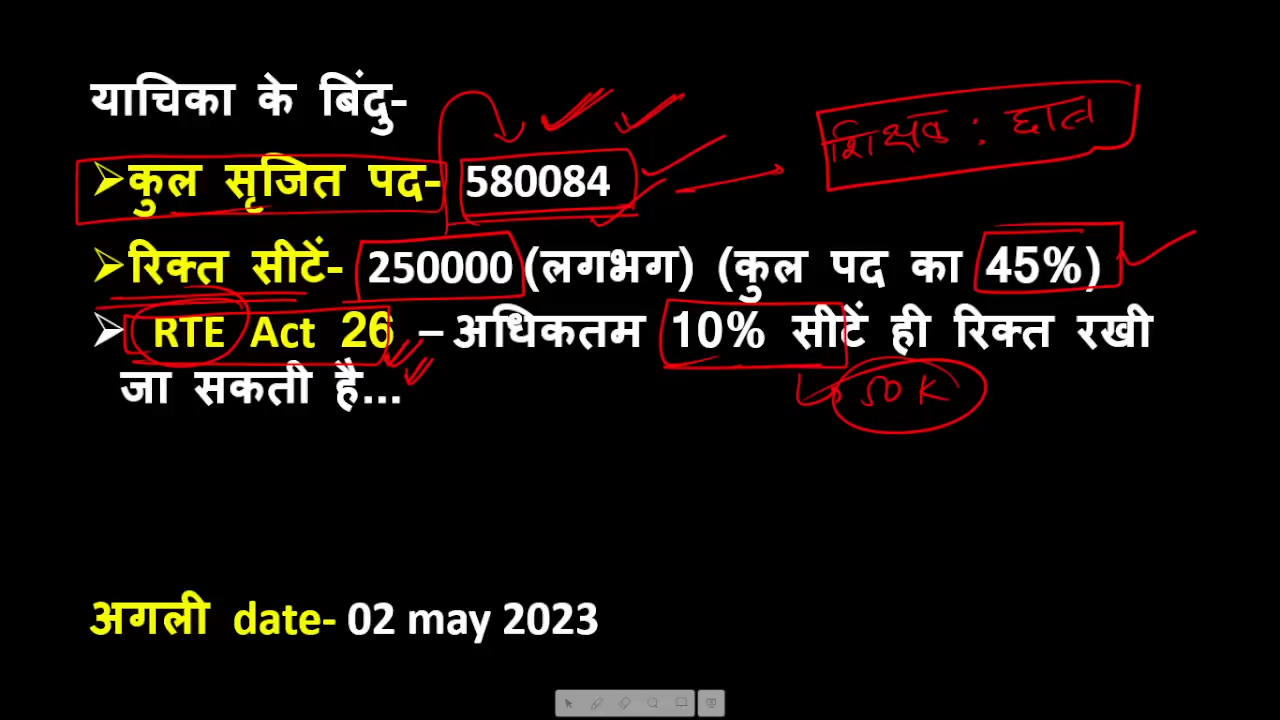 याचिका के बिंदु-
शिक्षक : छात्र
➢कुल सृजित पद- 580084
➢रिक्त सीटें- 250000 (लगभग) (कुल पद का 45%)
➢ RTE Act 26 – अधिकतम 10% सीटें ही रिक्त रखी
जा सकती है...
50 K
अगली date- 02 may 2023